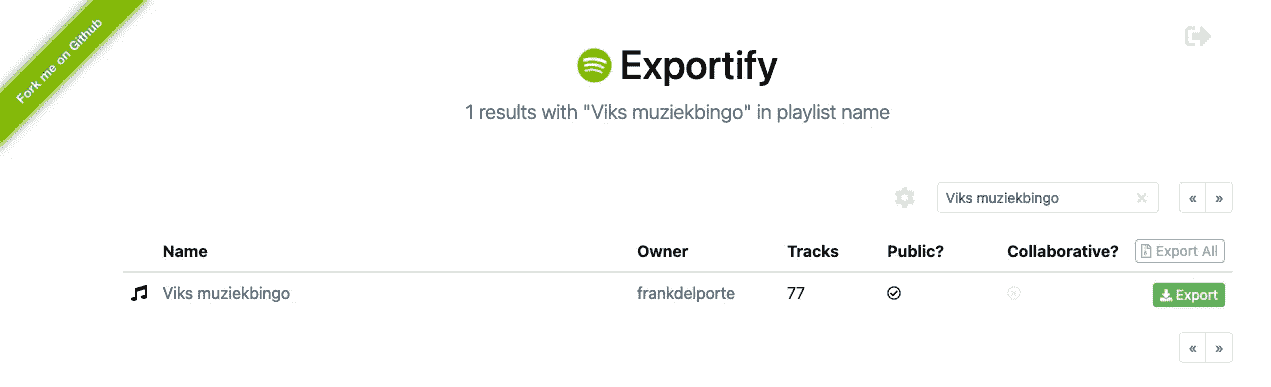 Fork me on Github
Exportify
1 results with "Viks muziekbingo" in playlist name
Viks muziekbingo
« »
Name Owner Tracks Public? Collaborative? Export All
Viks muziekbingo frankdelporte 77 Export
« »